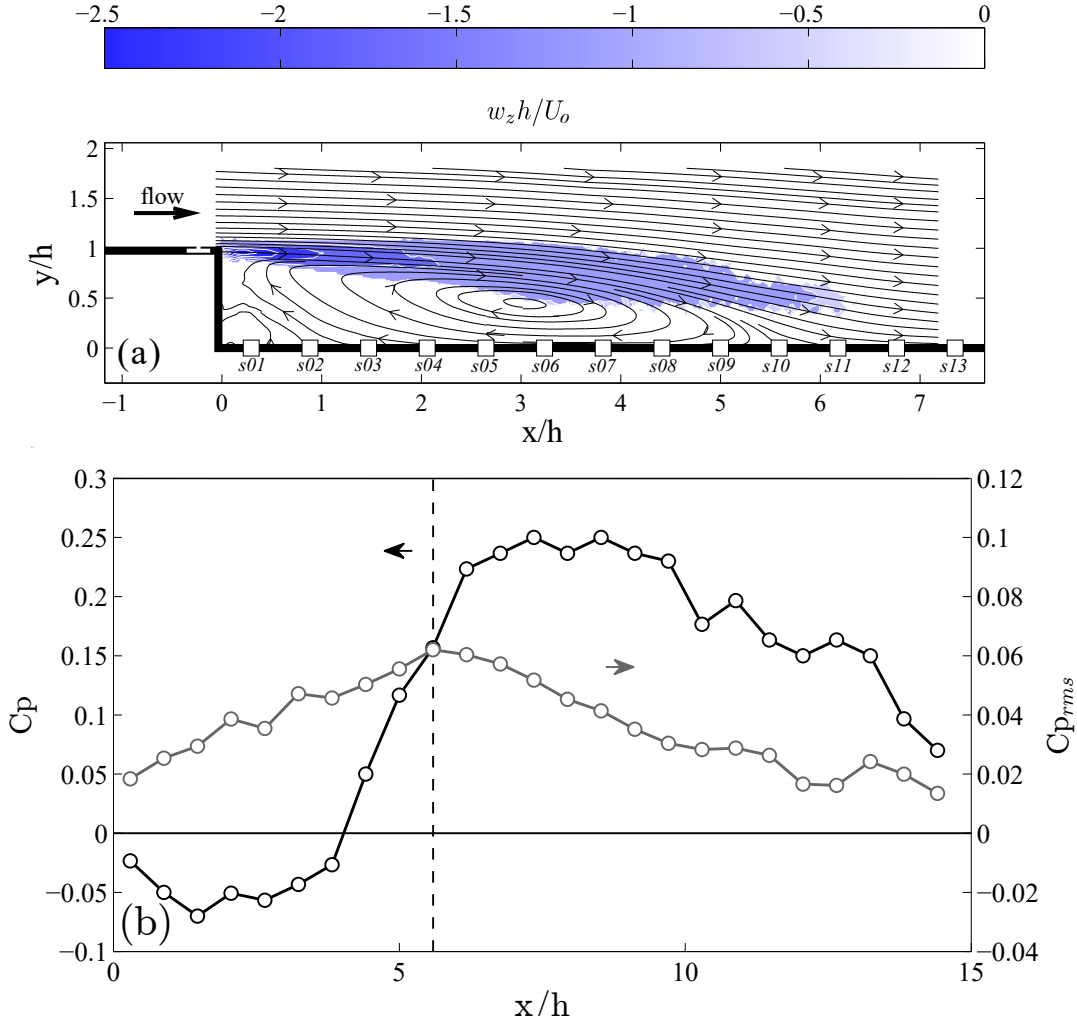 −2.5 −2 −1.5 −1 −0.5 0
w_z h/U_o
2
1.5
flow
1
y/h
0.5
0
(a)
s01 s02 s03 s04 s05 s06 s07 s08 s09 s10 s11 s12 s13
−1 0 1 2 3 4 5 6 7
x/h
0.3 0.12
0.25 0.1
0.2 0.08
0.15 0.06
Cp Cp_rms
0.1 0.04
0.05 0.02
0 0
−0.05 −0.02
(b)
−0.1 −0.04
0 5 10 15
x/h